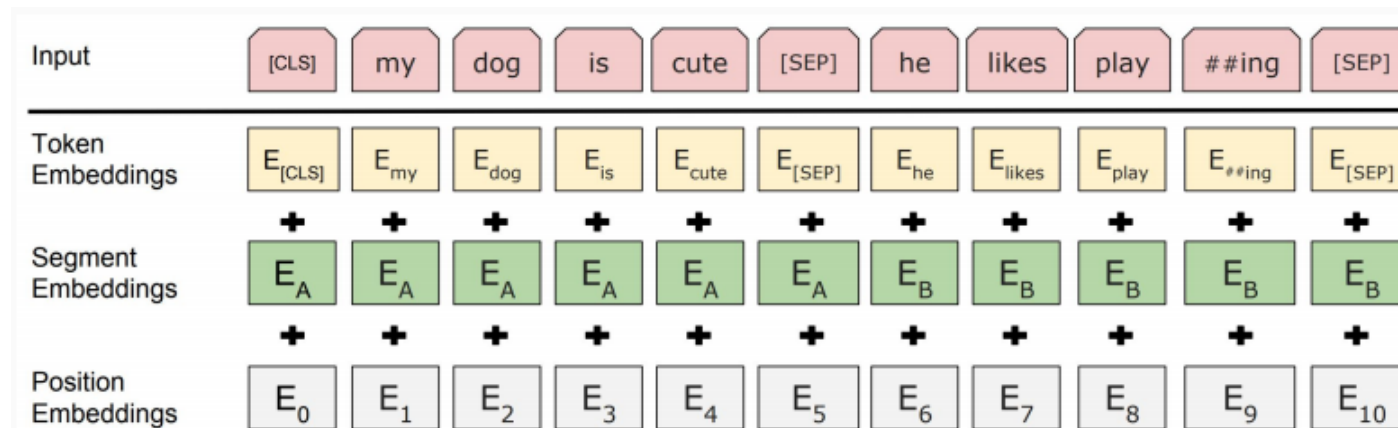 Input [CLS] my dog is cute [SEP] he likes play ##ing [SEP]
Token
Embeddings E[CLS] Emy Edog Eis Ecute E[SEP] Ehe Elikes Eplay E##ing E[SEP]
+ + + + + + + + + + +
Segment
Embeddings EA EA EA EA EA EA EB EB EB EB EB
+ + + + + + + + + + +
Position
Embeddings E0 E1 E2 E3 E4 E5 E6 E7 E8 E9 E10